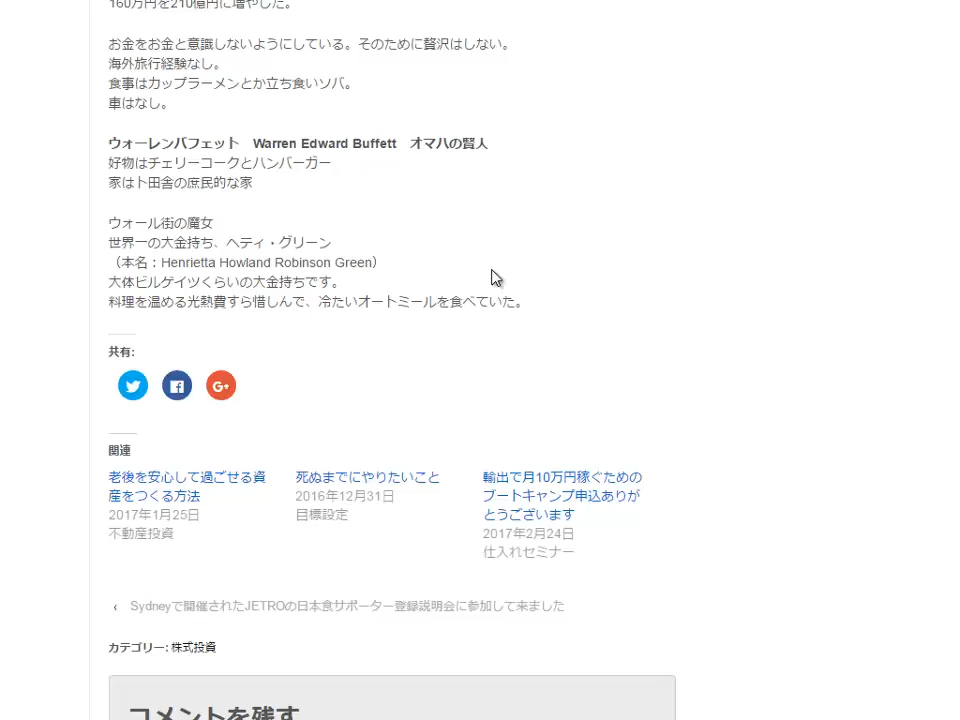 160万円を210億円に増やした。
お金をお金と意識しないようにしている。そのために贅沢はしない。
海外旅行経験なし。
食事はカップラーメンとか立ち食いソバ。
車はなし。
ウォーレンバフェット　Warren Edward Buffett　オマハの賢人
好物はチェリーコークとハンバーガー
家は卜田舎の庶民的な家
ウォール街の魔女
世界一の大金持ち、ヘティ・グリーン
（本名：Henrietta Howland Robinson Green）
大体ビルゲイツくらいの大金持ちです。
料理を温める光熱費すら惜しんで、冷たいオートミールを食べていた。
共有:
G+
関連
老後を安心して過ごせる資
産をつくる方法
2017年1月25日
不動産投資
死ぬまでにやりたいこと
2016年12月31日
目標設定
輸出で月10万円稼ぐための
ブートキャンプ申込ありが
とうございます
2017年2月24日
仕入れセミナー
‹ Sydneyで開催されたJETROの日本食サポーター登録説明会に参加して来ました
カテゴリー: 株式投資
コメントを残す